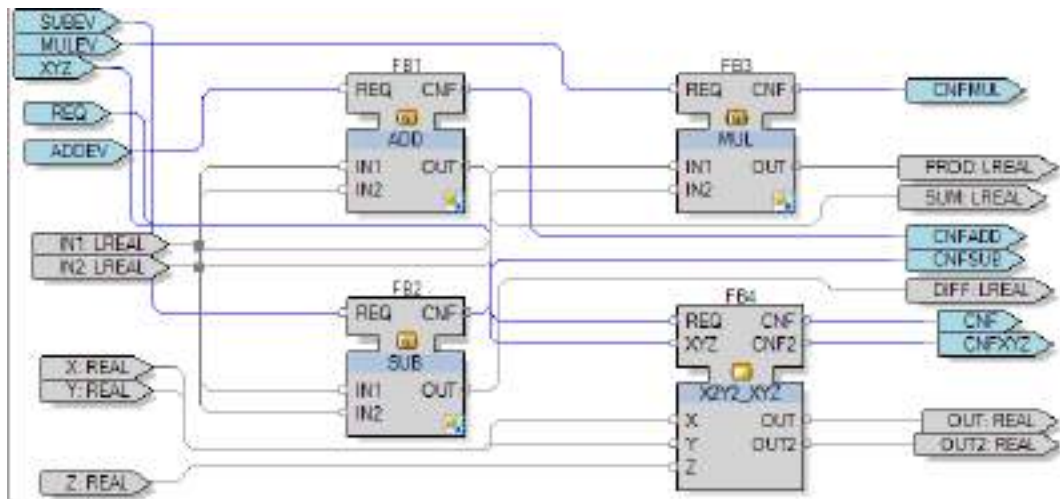 SUBEV
MULEV
XYZ
REQ
ADDEV
IN1: LREAL
IN2: LREAL
X: REAL
Y: REAL
Z: REAL
FB1
REQ CNF
ADD
IN1 OUT
IN2
FB2
REQ CNF
SUB
IN1 OUT
IN2
FB3
REQ CNF
MUL
IN1 OUT
IN2
FB4
REQ CNF
XYZ CNF2
X2Y2_XYZ
X OUT
Y OUT2
Z
CNFMUL
PROD: LREAL
SUM: LREAL
CNFADD
CNFSUB
DIFF: LREAL
CNF
CNFXYZ
OUT: REAL
OUT2: REAL